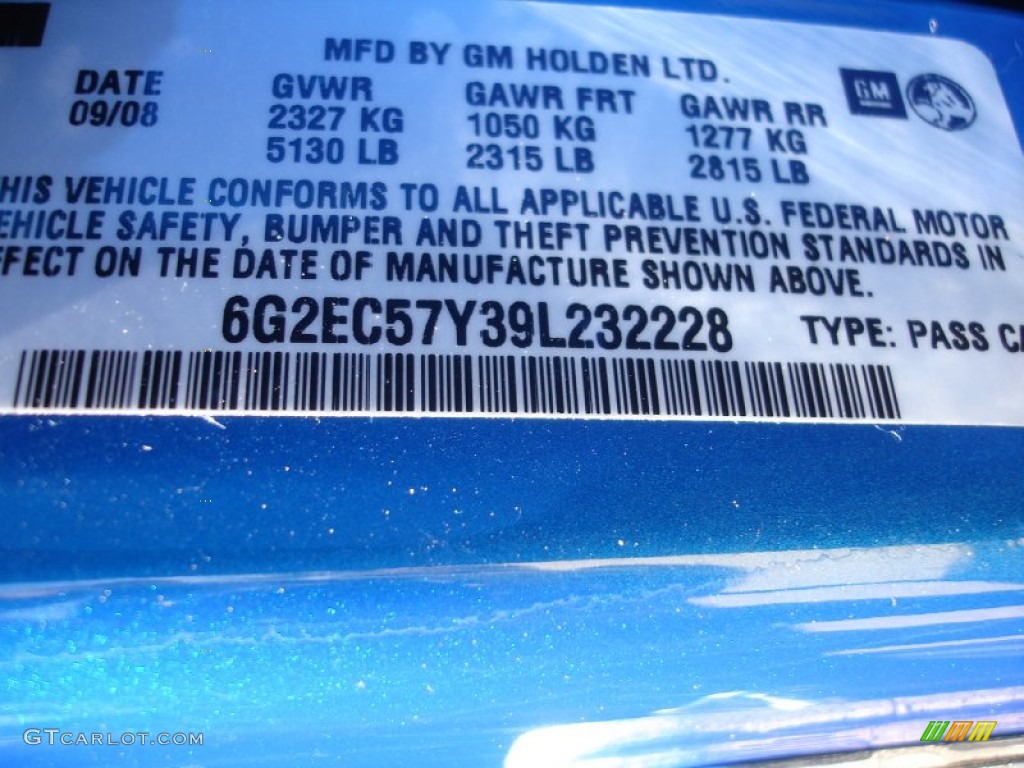 MFD BY GM HOLDEN LTD.
DATE GVWR GAWR FRT GAWR RR
09/08 2327 KG 1050 KG 1277 KG
5130 LB 2315 LB 2815 LB
GM
HIS VEHICLE CONFORMS TO ALL APPLICABLE U.S. FEDERAL MOTOR
EHICLE SAFETY, BUMPER AND THEFT PREVENTION STANDARDS IN
FFECT ON THE DATE OF MANUFACTURE SHOWN ABOVE.
6G2EC57Y39L232228 TYPE: PASS CA
GTCARLOT.COM